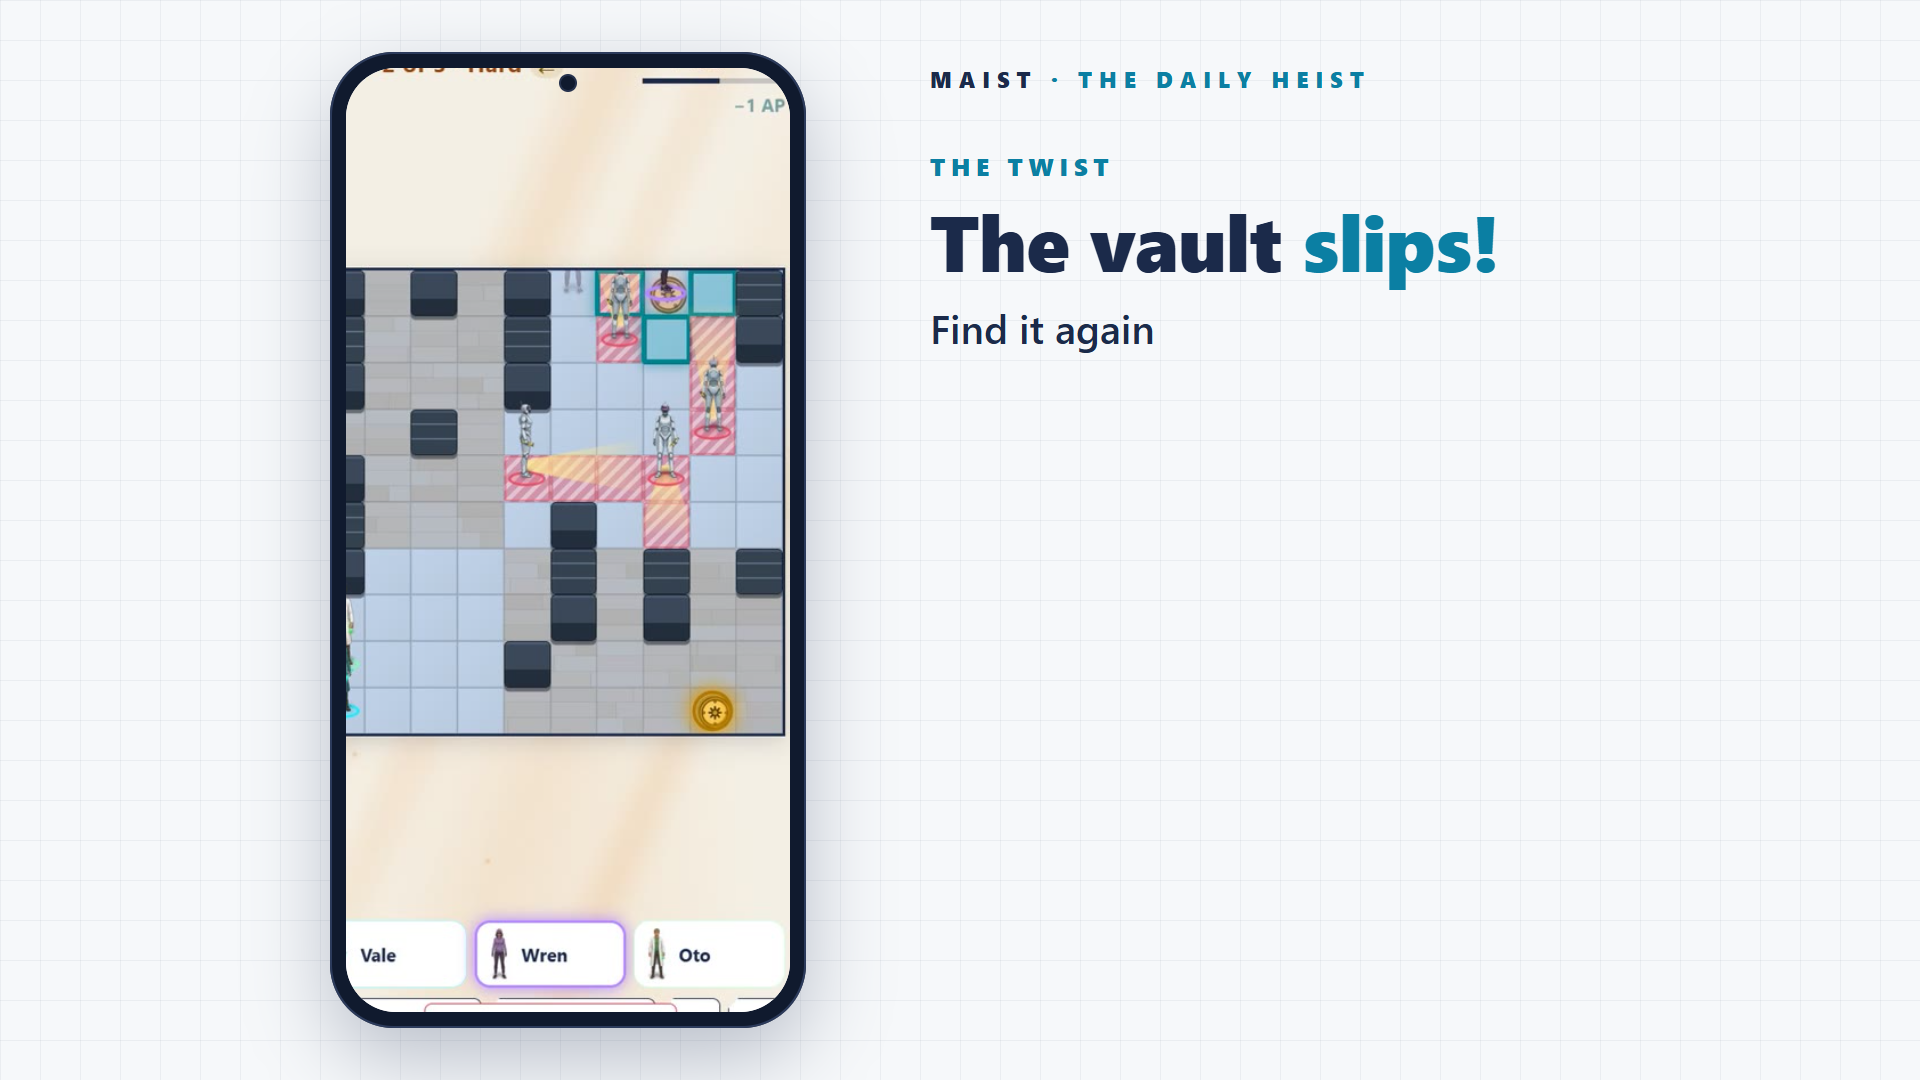 MAIST · THE DAILY HEIST
THE TWIST
The vault slips!
Find it again
−1 AP
Vale
Wren
Oto